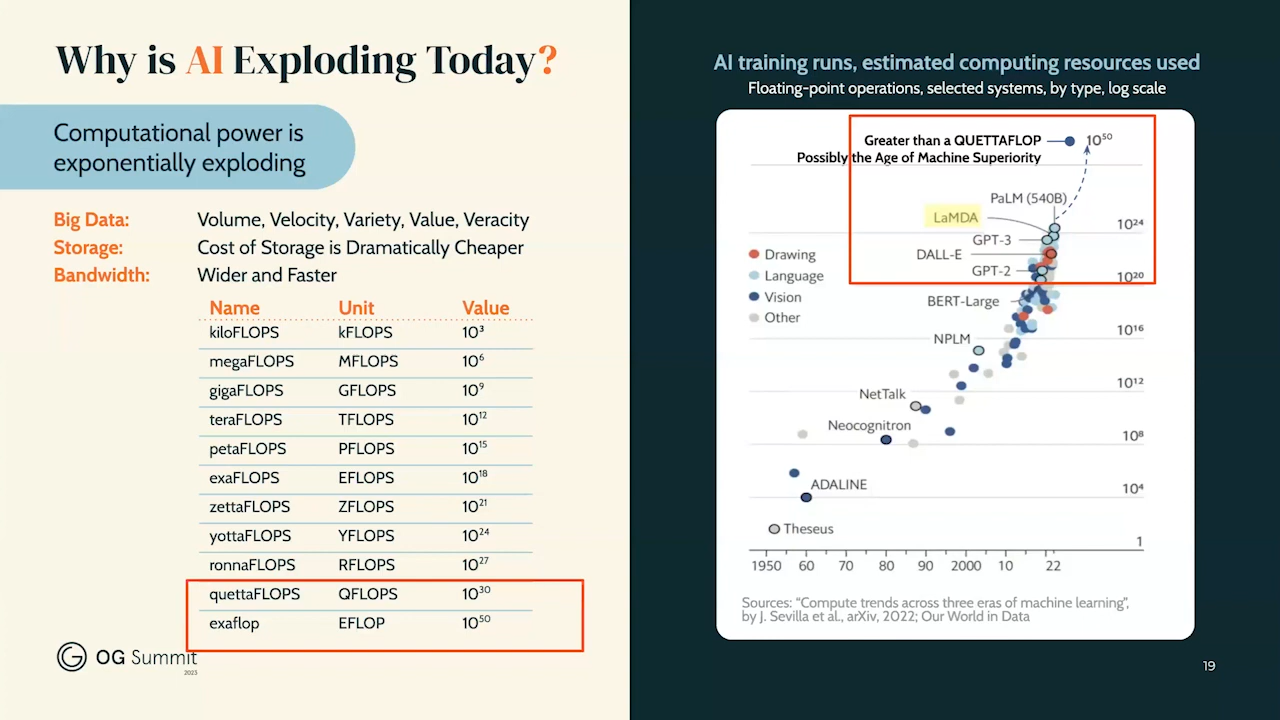 Why is AI Exploding Today?
Computational power is
exponentially exploding
Big Data: Volume, Velocity, Variety, Value, Veracity
Storage: Cost of Storage is Dramatically Cheaper
Bandwidth: Wider and Faster
Name Unit Value
kiloFLOPS kFLOPS 10³
megaFLOPS MFLOPS 10⁶
gigaFLOPS GFLOPS 10⁹
teraFLOPS TFLOPS 10¹²
petaFLOPS PFLOPS 10¹⁵
exaFLOPS EFLOPS 10¹⁸
zettaFLOPS ZFLOPS 10²¹
yottaFLOPS YFLOPS 10²⁴
ronnaFLOPS RFLOPS 10²⁷
quettaFLOPS QFLOPS 10³⁰
exaflop EFLOP 10⁵⁰
OG Summit
2023
AI training runs, estimated computing resources used
Floating-point operations, selected systems, by type, log scale
Greater than a QUETTAFLOP 10⁵⁰
Possibly the Age of Machine Superiority
PaLM (540B)
LaMDA 10²⁴
GPT-3
DALL-E
GPT-2 10²⁰
Drawing
Language
Vision
Other
BERT-Large
10¹⁶
NPLM
10¹²
NetTalk
Neocognitron 10⁸
ADALINE 10⁴
Theseus
1
1950 60 70 80 90 2000 10 22
Sources: “Compute trends across three eras of machine learning”,
by J. Sevilla et al., arXiv, 2022; Our World in Data
19